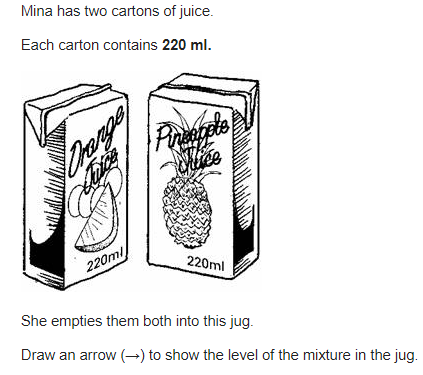 Mina has two cartons of juice.
Each carton contains 220 ml.
Orange
Juice
220ml
Pineapple
Juice
220ml
She empties them both into this jug.
Draw an arrow (→) to show the level of the mixture in the jug.